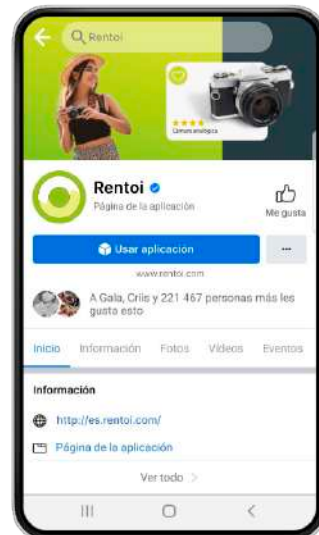 Rentoi
Cámara analógica
Rentoi
Página de la aplicación
Me gusta
Usar aplicación
...
www.rentoi.com
A Gala, Criis y 221 467 personas más les
gusta esto
Inicio Información Fotos Vídeos Eventos
Información
http://es.rentoi.com/
Página de la aplicación
Ver todo >